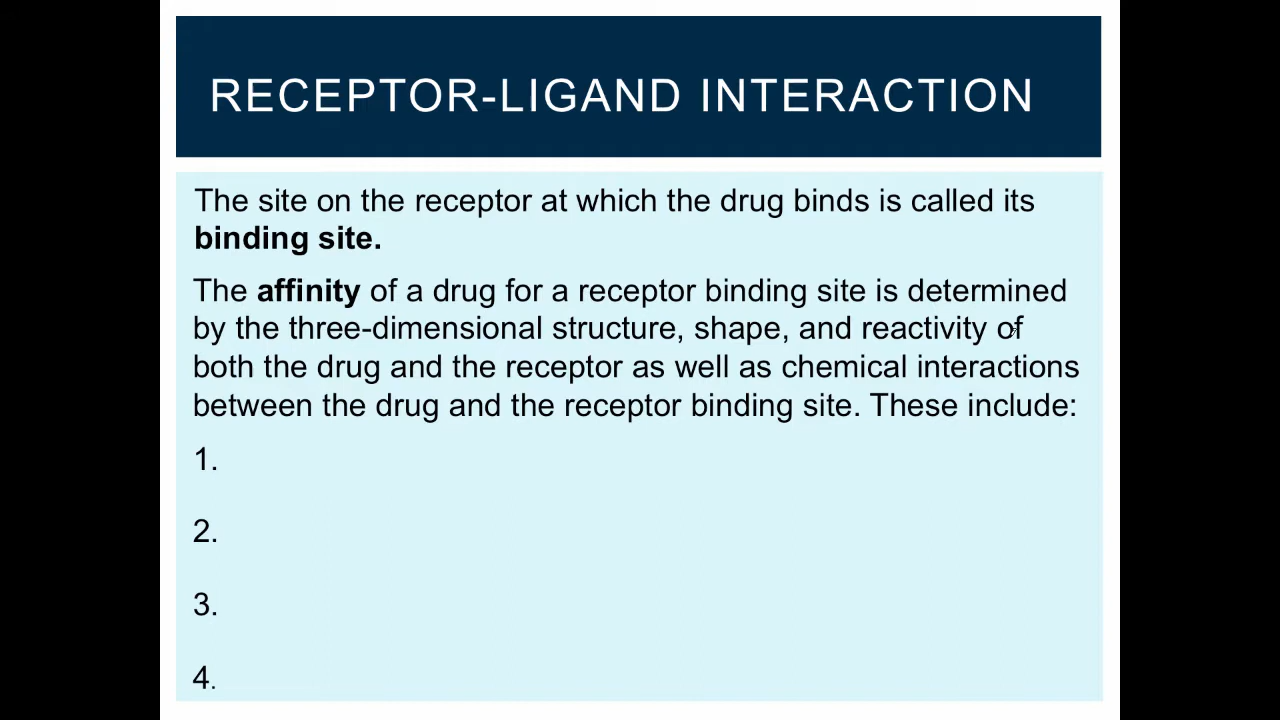 RECEPTOR-LIGAND INTERACTION
The site on the receptor at which the drug binds is called its
binding site.
The affinity of a drug for a receptor binding site is determined
by the three-dimensional structure, shape, and reactivity of
both the drug and the receptor as well as chemical interactions
between the drug and the receptor binding site. These include:
1.
2.
3.
4.